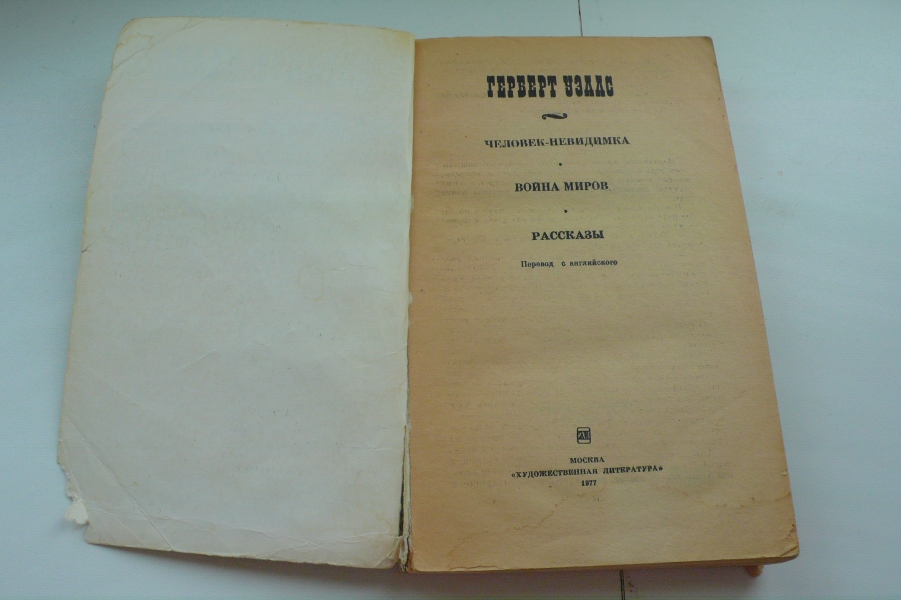 ГЕРБЕРТ УЭЛЛС
ЧЕЛОВЕК-НЕВИДИМКА
ВОЙНА МИРОВ
РАССКАЗЫ
Перевод с английского
МОСКВА
«ХУДОЖЕСТВЕННАЯ ЛИТЕРАТУРА»
1977